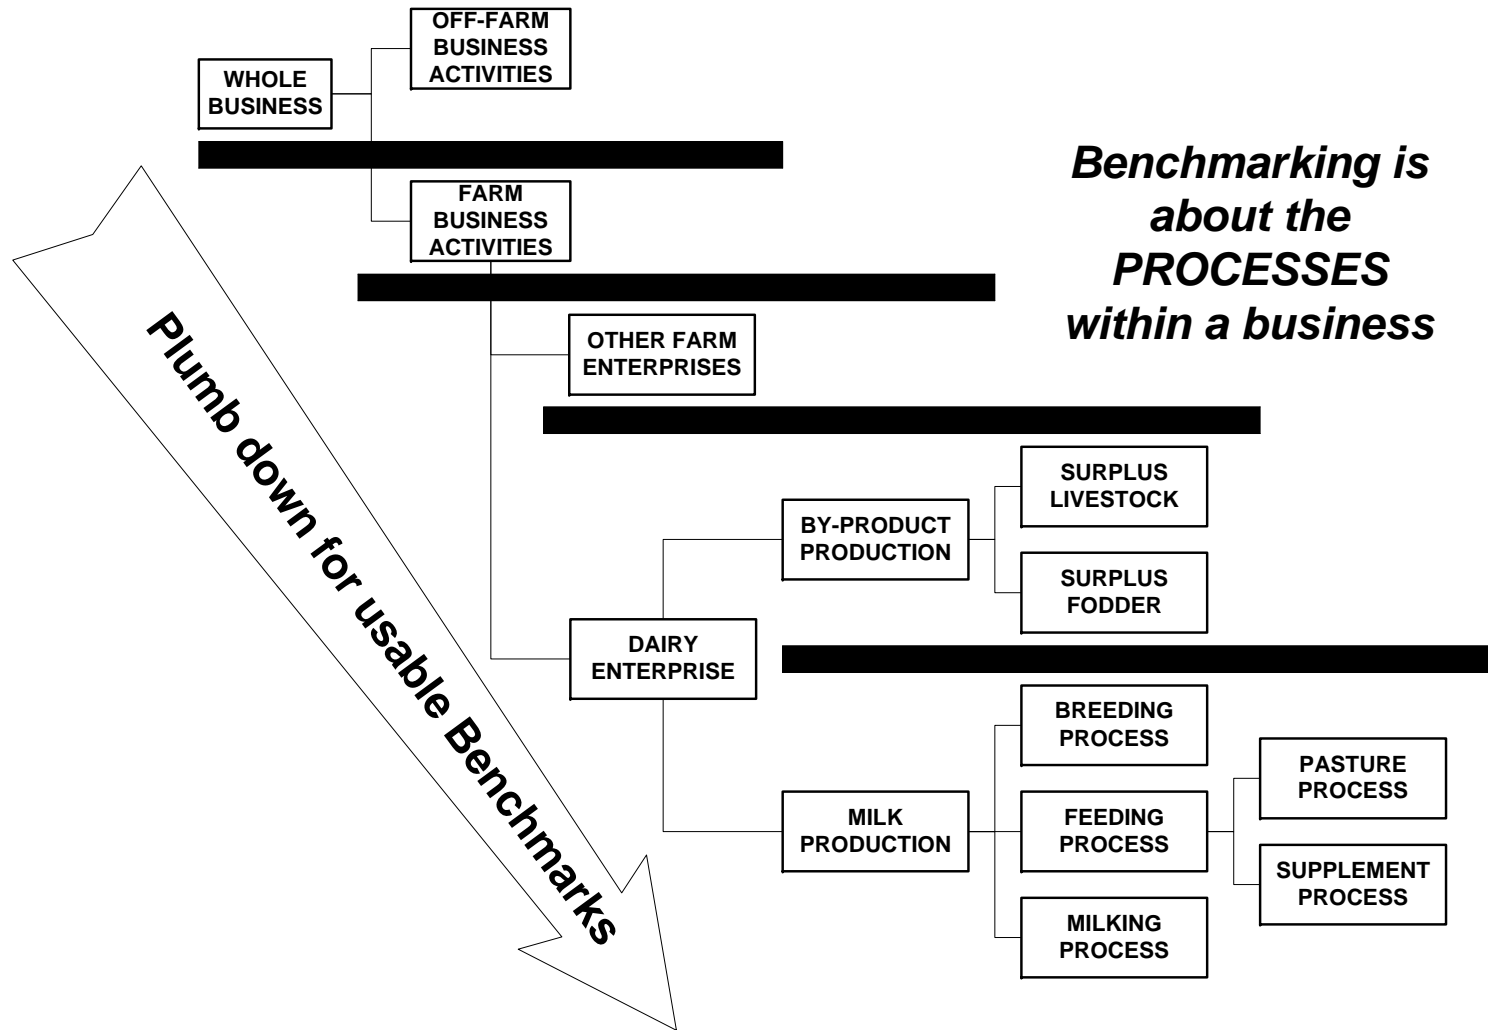 OFF-FARM
BUSINESS
ACTIVITIES
WHOLE
BUSINESS
Benchmarking is
about the
PROCESSES
within a business
FARM
BUSINESS
ACTIVITIES
Plumb down for usable Benchmarks
OTHER FARM
ENTERPRISES
SURPLUS
LIVESTOCK
BY-PRODUCT
PRODUCTION
SURPLUS
FODDER
DAIRY
ENTERPRISE
BREEDING
PROCESS
PASTURE
PROCESS
MILK
PRODUCTION
FEEDING
PROCESS
SUPPLEMENT
PROCESS
MILKING
PROCESS